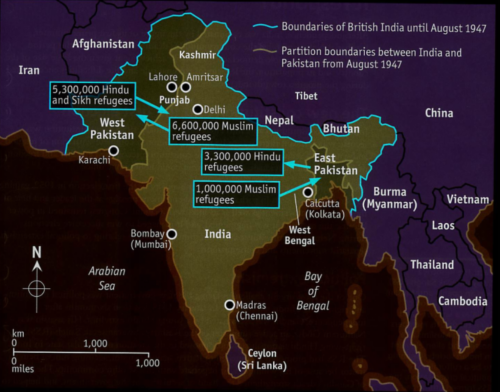 Boundaries of British India until August 1947
Partition boundaries between India and
Pakistan from August 1947
Afghanistan
Kashmir
Iran
Lahore
Amritsar
5,300,000 Hindu
and Sikh refugees
Punjab
Delhi
Tibet
China
West
Pakistan
6,600,000 Muslim
refugees
Nepal
Bhutan
Karachi
3,300,000 Hindu
refugees
East
Pakistan
1,000,000 Muslim
refugees
Calcutta
(Kolkata)
Burma
(Myanmar)
Vietnam
Laos
West
Bengal
India
Bombay
(Mumbai)
N
Arabian
Sea
Bay
of
Bengal
Thailand
Cambodia
Madras
(Chennai)
km
0
1,000
0
1,000
miles
Ceylon
(Sri Lanka)